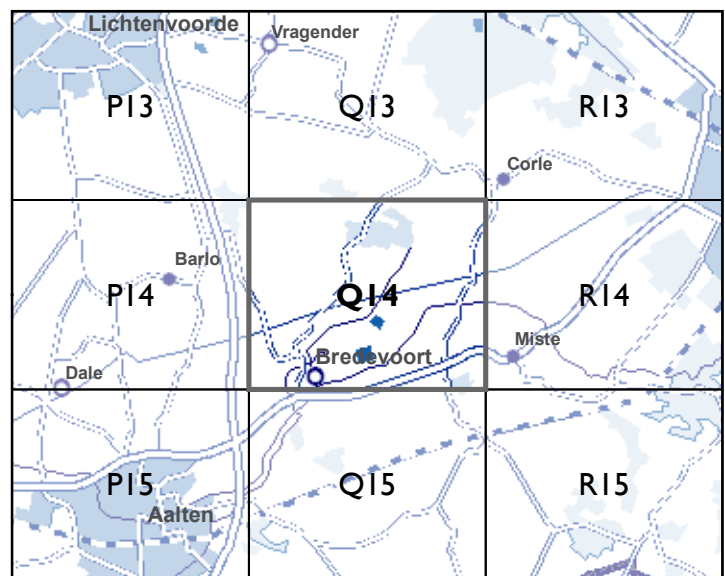 Lichtenvoorde
Vragender
P13
Q13
R13
Corle
Barlo
P14
Q14
R14
Bredevoort
Miste
Dale
P15
Q15
R15
Aalten